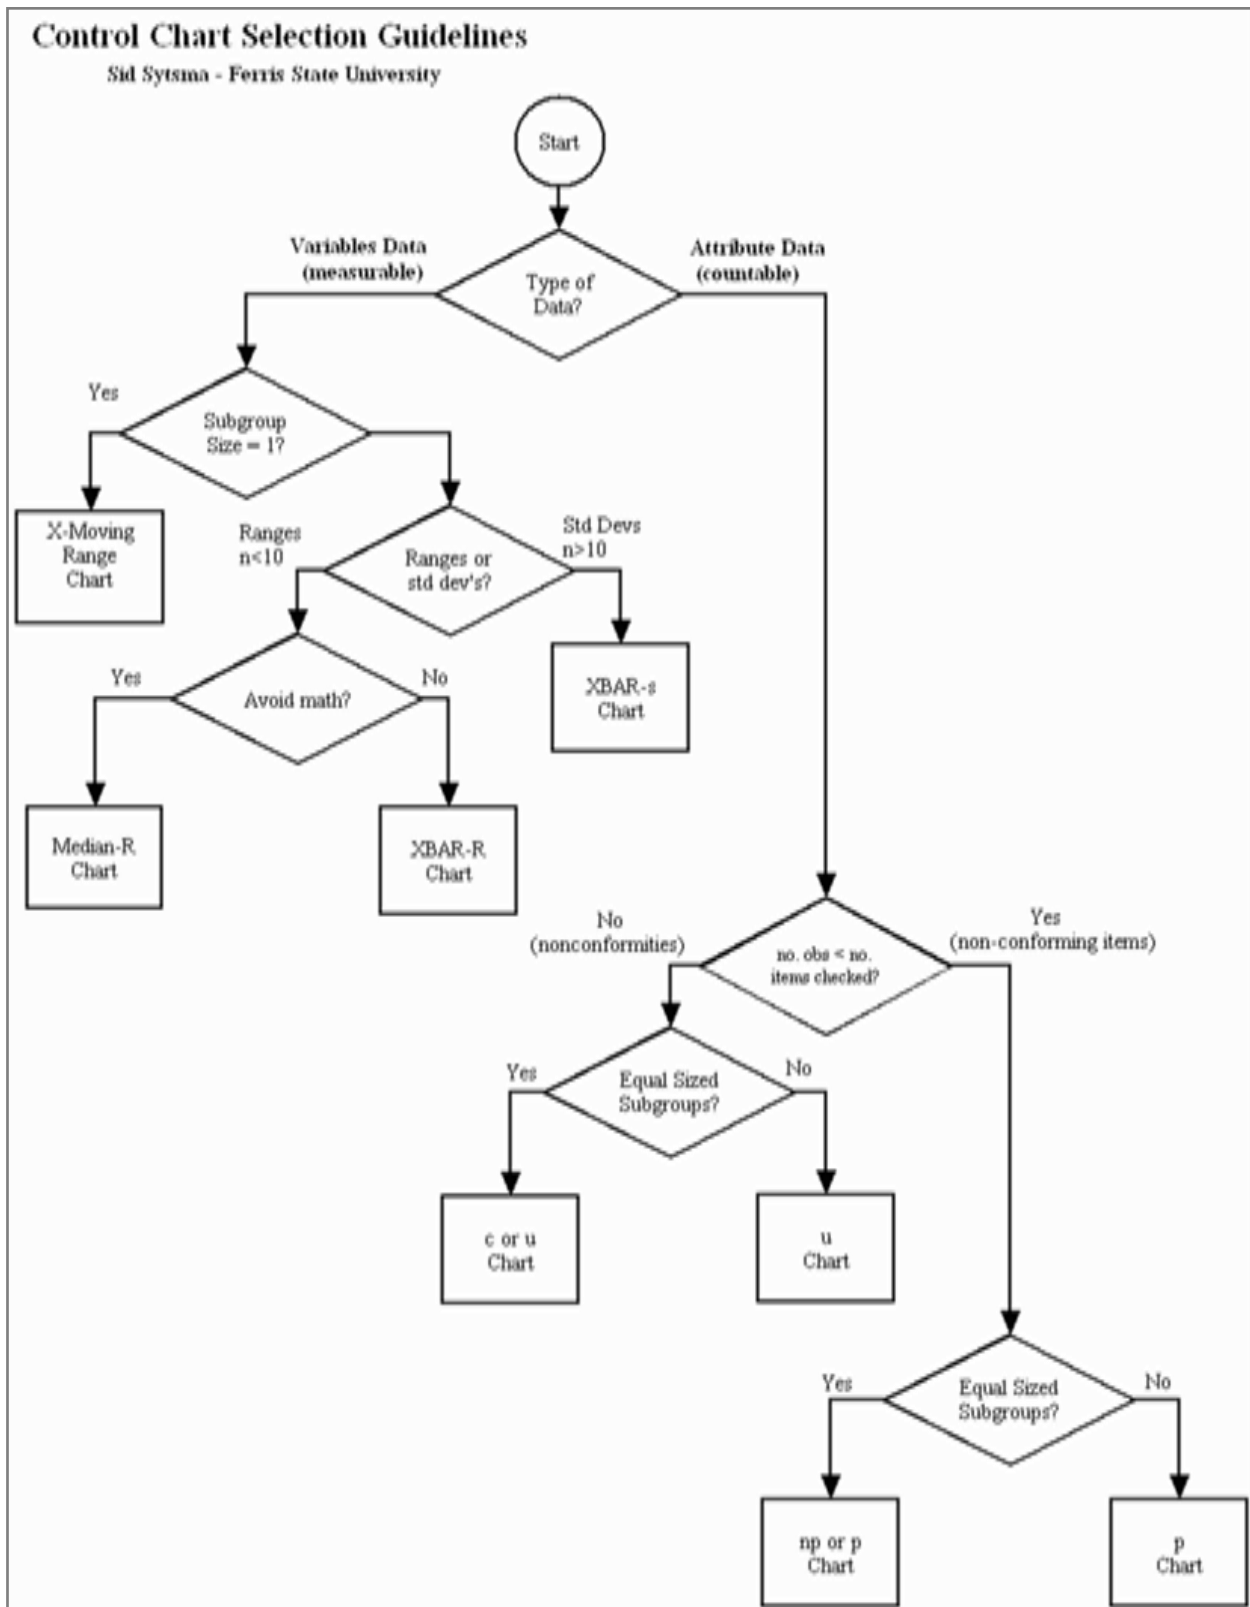 Control Chart Selection Guidelines
Sid Sytsma - Ferris State University
Start
Variables Data
(measurable)
Attribute Data
(countable)
Type of
Data?
Yes
Subgroup
Size = 1?
X-Moving
Range
Chart
Ranges
n<10
Ranges or
std dev's?
Std Devs
n>10
Yes
Avoid math?
No
XBAR-s
Chart
Median-R
Chart
XBAR-R
Chart
No
(nonconformities)
no. obs < no.
items checked?
Yes
(non-conforming items)
Yes
Equal Sized
Subgroups?
No
c or u
Chart
u
Chart
Yes
Equal Sized
Subgroups?
No
np or p
Chart
p
Chart